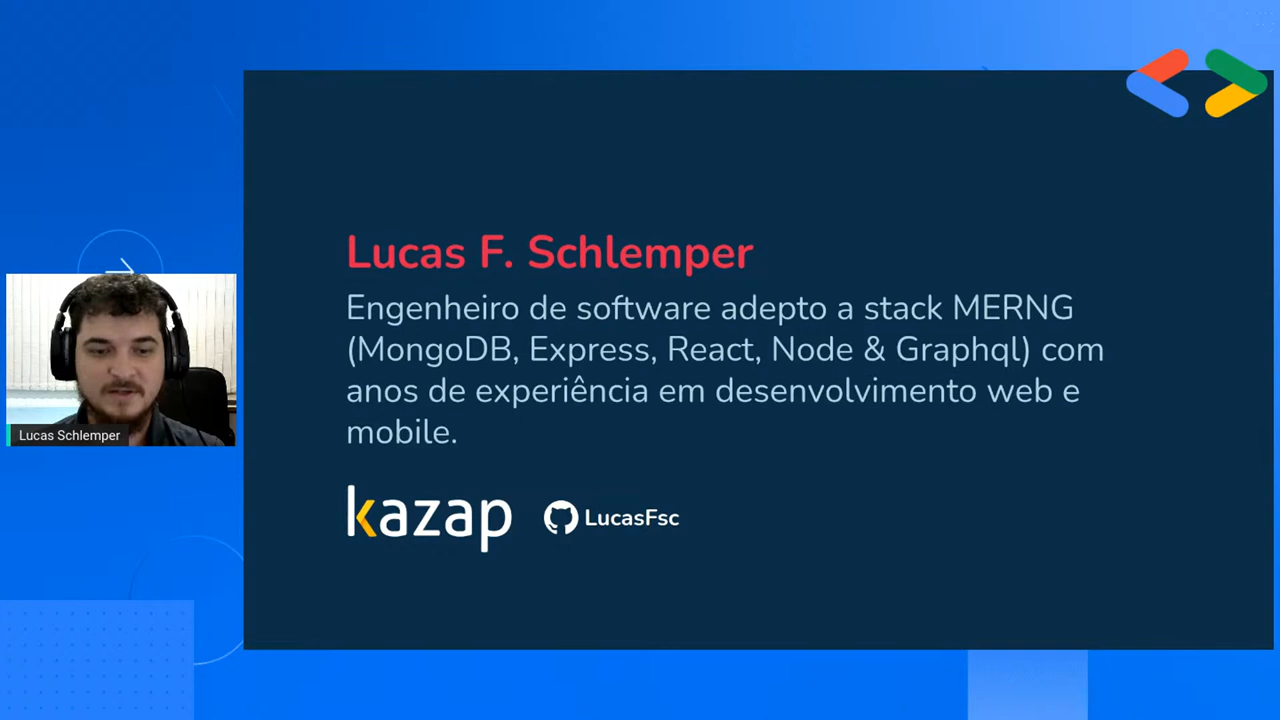 Lucas F. Schlemper
Engenheiro de software adepto a stack MERNG
(MongoDB, Express, React, Node & Graphql) com
anos de experiência em desenvolvimento web e
mobile.
kazap
LucasFsc
Lucas Schlemper